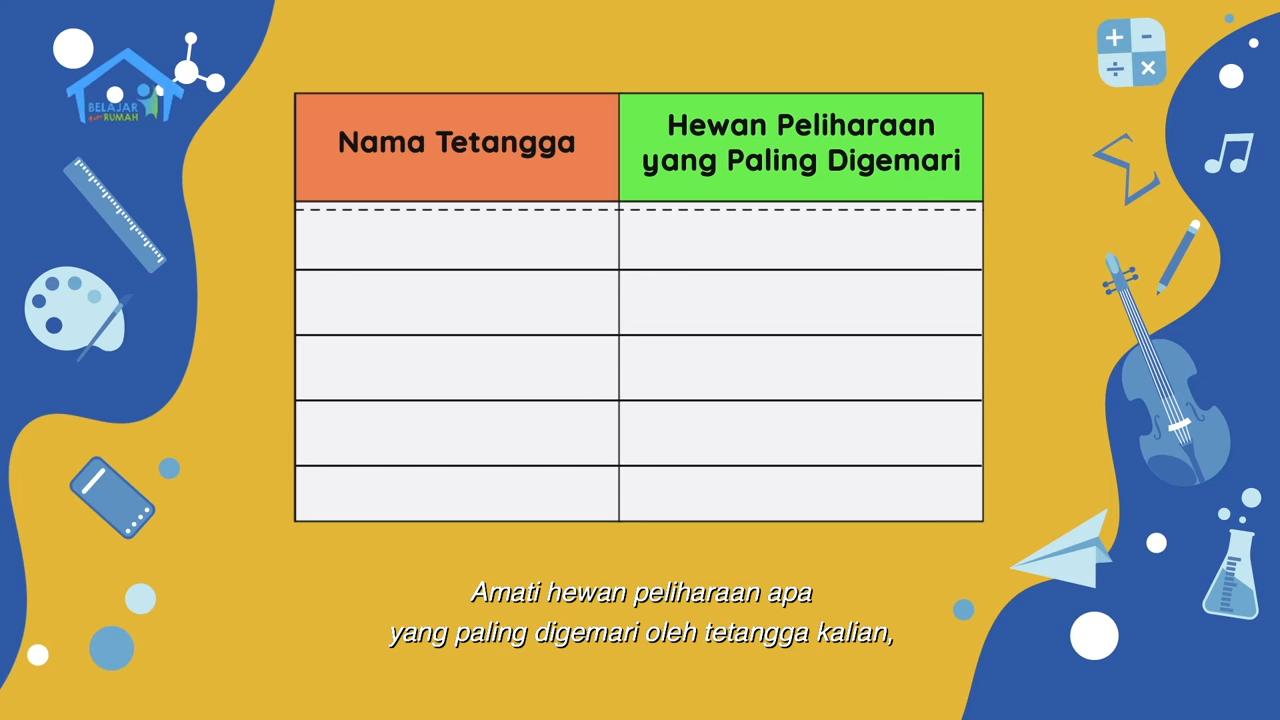 BELAJAR
dari RUMAH
Nama Tetangga
Hewan Peliharaan
yang Paling Digemari
Amati hewan peliharaan apa
yang paling digemari oleh tetangga kalian,